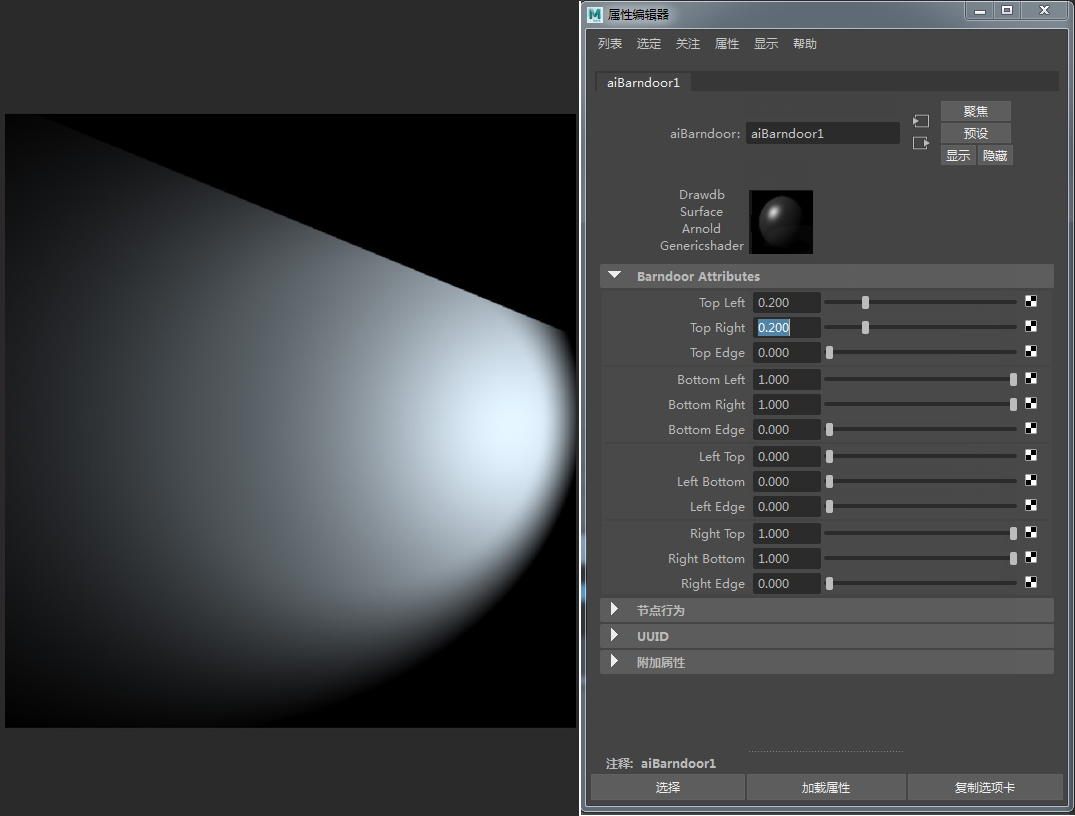 属性编辑器
列表 选定 关注 属性 显示 帮助
aiBarndoor1
聚焦
aiBarndoor: aiBarndoor1
预设
显示 隐藏
Drawdb
Surface
Arnold
Genericshader
Barndoor Attributes
Top Left 0.200
Top Right 0.200
Top Edge 0.000
Bottom Left 1.000
Bottom Right 1.000
Bottom Edge 0.000
Left Top 0.000
Left Bottom 0.000
Left Edge 0.000
Right Top 1.000
Right Bottom 1.000
Right Edge 0.000
节点行为
UUID
附加属性
注释: aiBarndoor1
选择 加载属性 复制选项卡